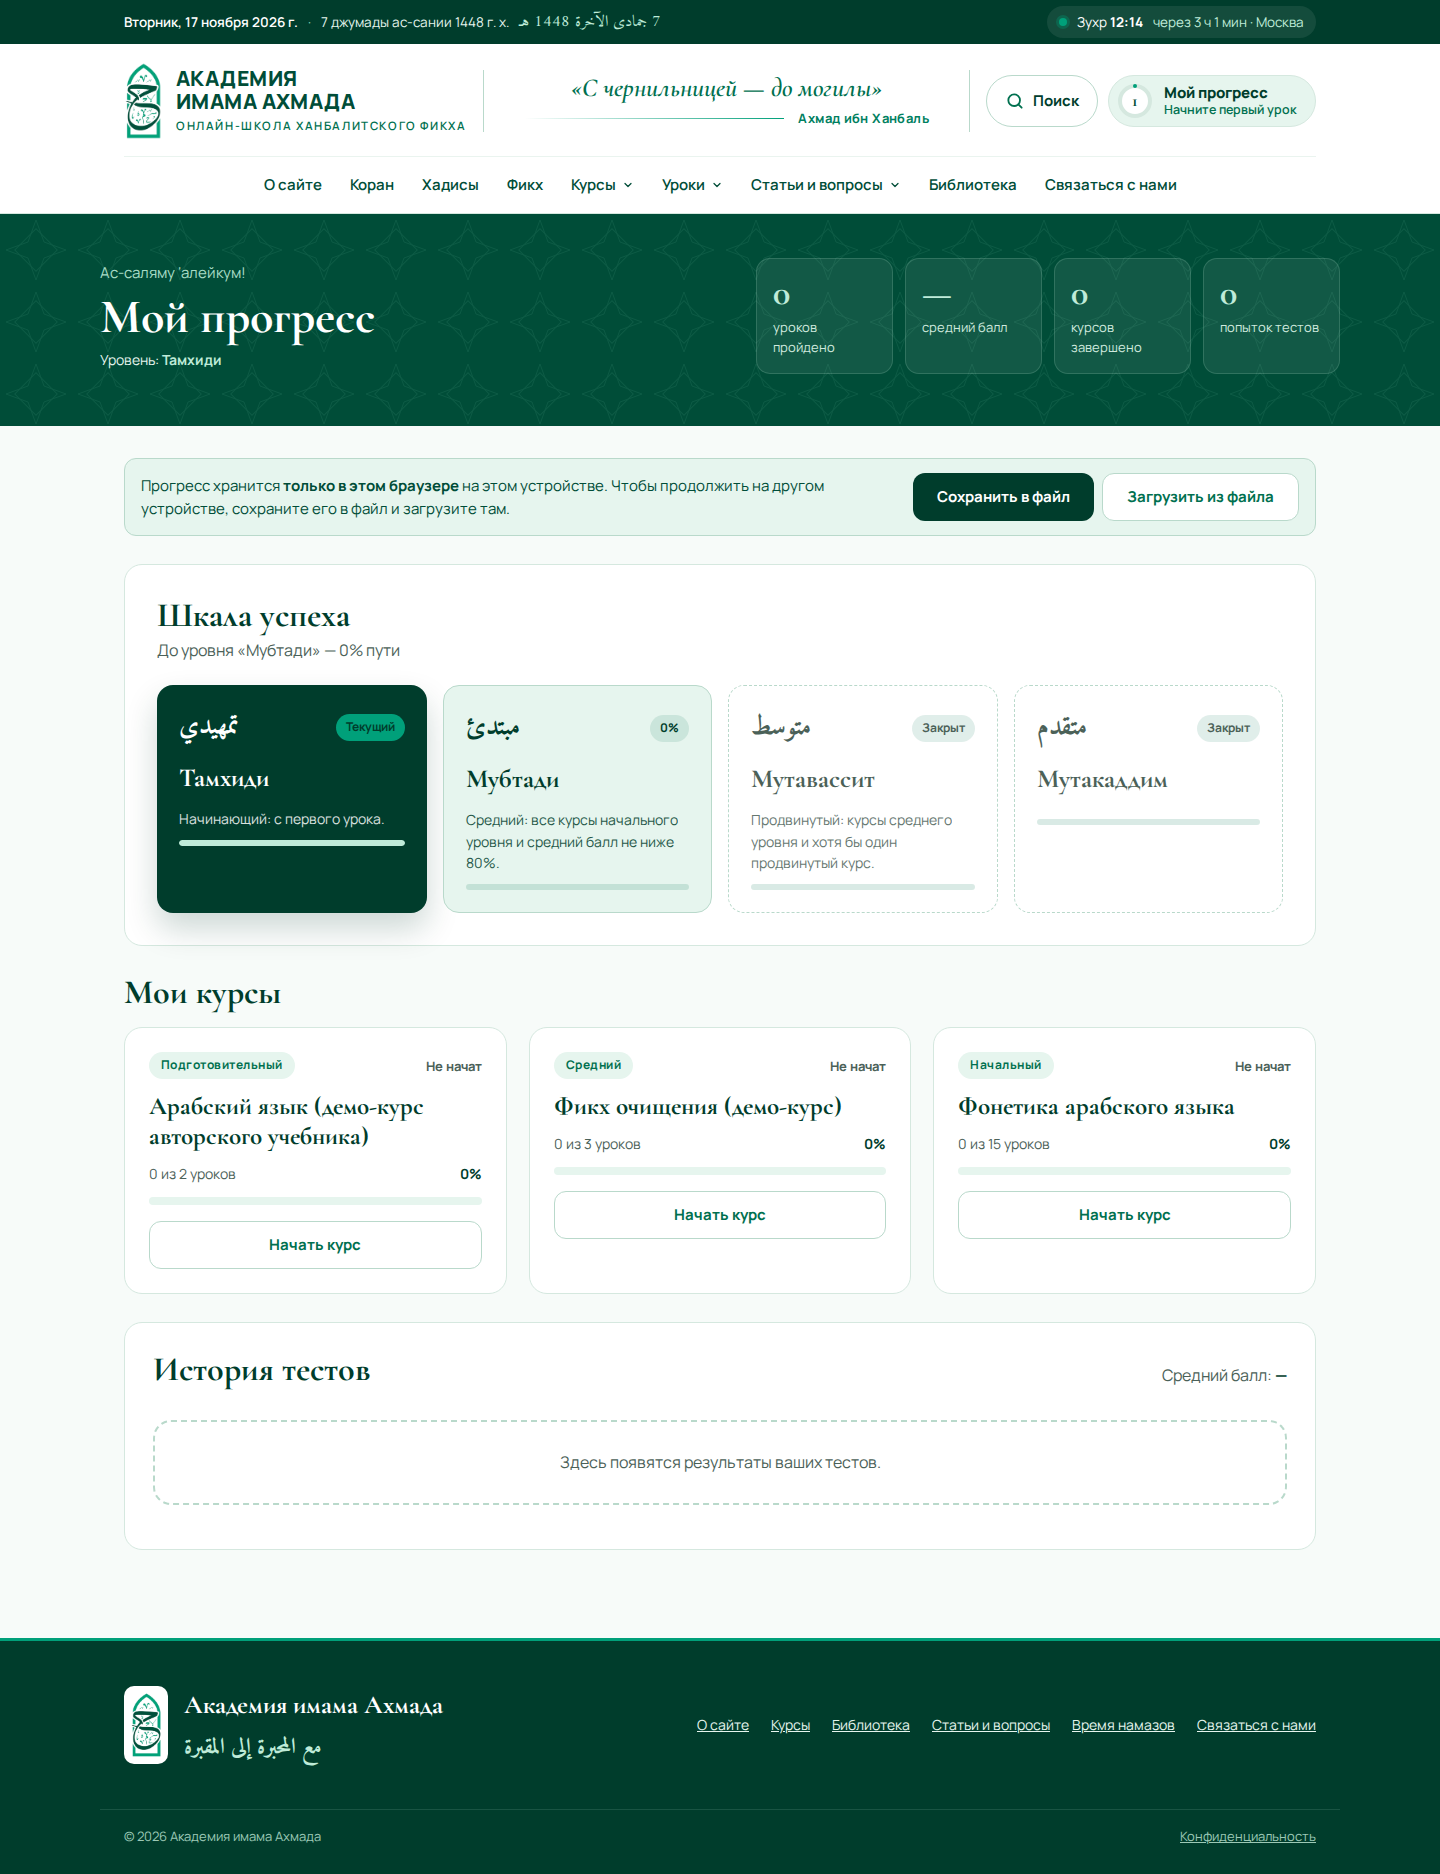 Вторник, 17 ноября 2026 г. · 7 джумады ас-сании 1448 г. х. 7 جمادى الآخرة 1448 هـ
Зухр 12:14 через 3 ч 1 мин · Москва
АКАДЕМИЯ
ИМАМА АХМАДА
ОНЛАЙН-ШКОЛА ХАНБАЛИТСКОГО ФИКХА
«С чернильницей — до могилы»
Ахмад ибн Ханбаль
Поиск
1
Мой прогресс
Начните первый урок
О сайте Коран Хадисы Фикх Курсы Уроки Статьи и вопросы Библиотека Связаться с нами
Ас-саляму 'алейкум!
Мой прогресс
Уровень: Тамхиди
0
уроков
пройдено
—
средний балл
0
курсов
завершено
0
попыток тестов
Прогресс хранится только в этом браузере на этом устройстве. Чтобы продолжить на другом
устройстве, сохраните его в файл и загрузите там.
Сохранить в файл
Загрузить из файла
Шкала успеха
До уровня «Мубтади» — 0% пути
تمهيدي
Текущий
Тамхиди
Начинающий: с первого урока.
مبتدئ
0%
Мубтади
Средний: все курсы начального
уровня и средний балл не ниже
80%.
متوسط
Закрыт
Мутавассит
Продвинутый: курсы среднего
уровня и хотя бы один
продвинутый курс.
متقدم
Закрыт
Мутакаддим
Мои курсы
Подготовительный
Не начат
Арабский язык (демо-курс
авторского учебника)
0 из 2 уроков
0%
Начать курс
Средний
Не начат
Фикх очищения (демо-курс)
0 из 3 уроков
0%
Начать курс
Начальный
Не начат
Фонетика арабского языка
0 из 15 уроков
0%
Начать курс
История тестов
Средний балл: —
Здесь появятся результаты ваших тестов.
Академия имама Ахмада
مع المحبرة إلى المقبرة
О сайте Курсы Библиотека Статьи и вопросы Время намазов Связаться с нами
© 2026 Академия имама Ахмада
Конфиденциальность